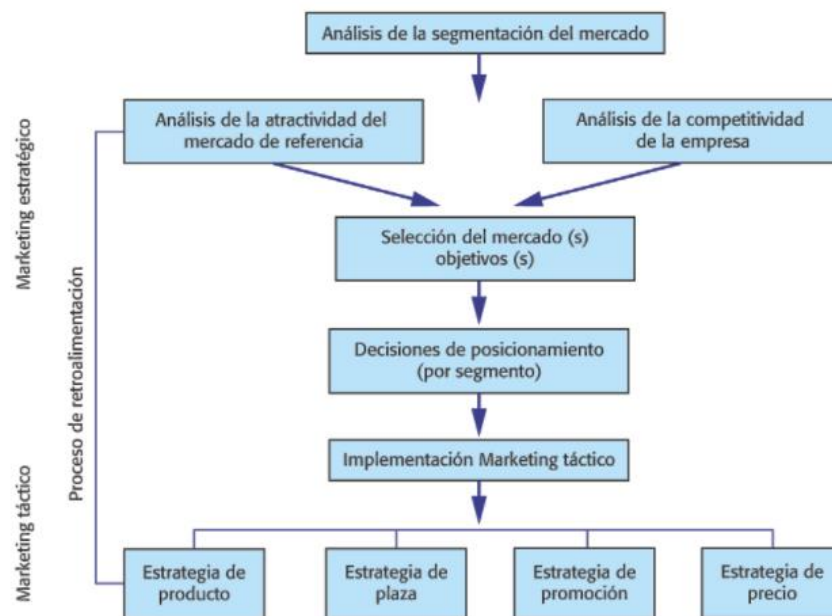 Análisis de la segmentación del mercado
Análisis de la atractividad del
mercado de referencia
Análisis de la competitividad
de la empresa
Marketing estratégico
Selección del mercado (s)
objetivos (s)
Proceso de retroalimentación
Decisiones de posicionamiento
(por segmento)
Implementación Marketing táctico
Marketing táctico
Estrategia de
producto
Estrategia de
plaza
Estrategia de
promoción
Estrategia de
precio